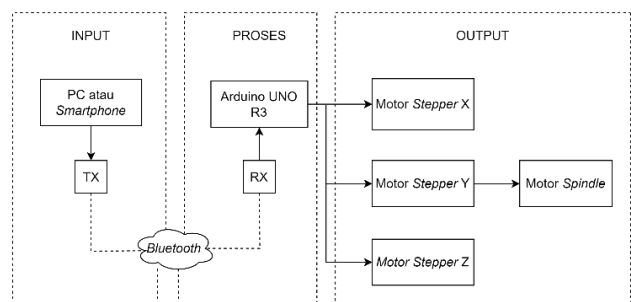 INPUT
PROSES
OUTPUT
PC atau
Smartphone
Arduino UNO
R3
Motor Stepper X
TX
RX
Motor Stepper Y
Motor Spindle
Bluetooth
Motor Stepper Z